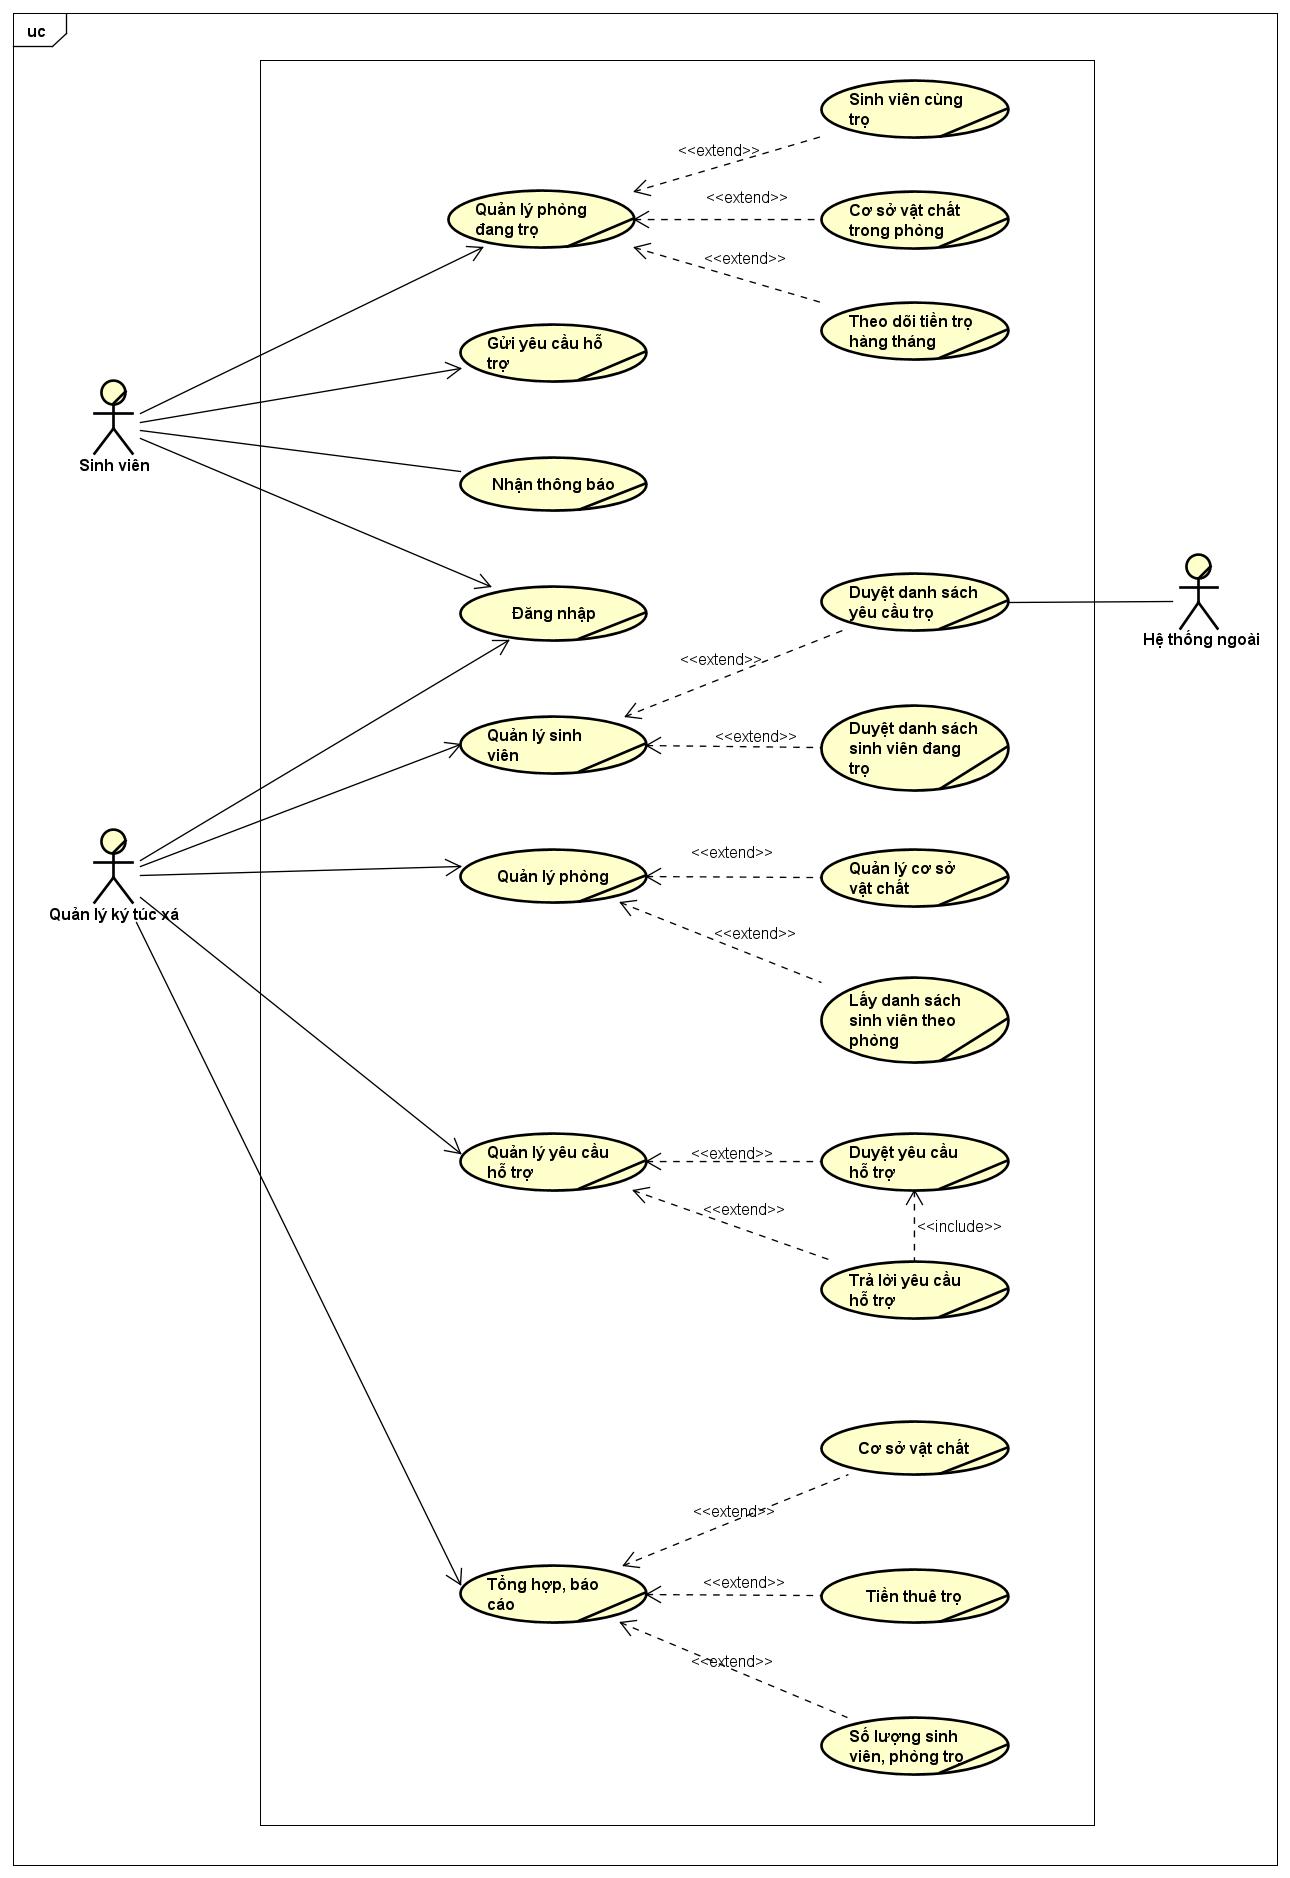 uc
Sinh viên cùng
trọ
<<extend>>
Quản lý phòng
đang trọ
<<extend>>
Cơ sở vật chất
trong phòng
<<extend>>
Theo dõi tiền trọ
hàng tháng
Gửi yêu cầu hỗ
trợ
Sinh viên
Nhận thông báo
Đăng nhập
Duyệt danh sách
yêu cầu trọ
Hệ thống ngoài
<<extend>>
Quản lý sinh
viên
<<extend>>
Duyệt danh sách
sinh viên đang
trọ
Quản lý ký túc xá
Quản lý phòng
<<extend>>
Quản lý cơ sở
vật chất
<<extend>>
Lấy danh sách
sinh viên theo
phòng
Quản lý yêu cầu
hỗ trợ
<<extend>>
Duyệt yêu cầu
hỗ trợ
<<extend>>
<<include>>
Trả lời yêu cầu
hỗ trợ
Cơ sở vật chất
<<extend>>
Tổng hợp, báo
cáo
<<extend>>
Tiền thuê trọ
<<extend>>
Số lượng sinh
viên, phòng trọ